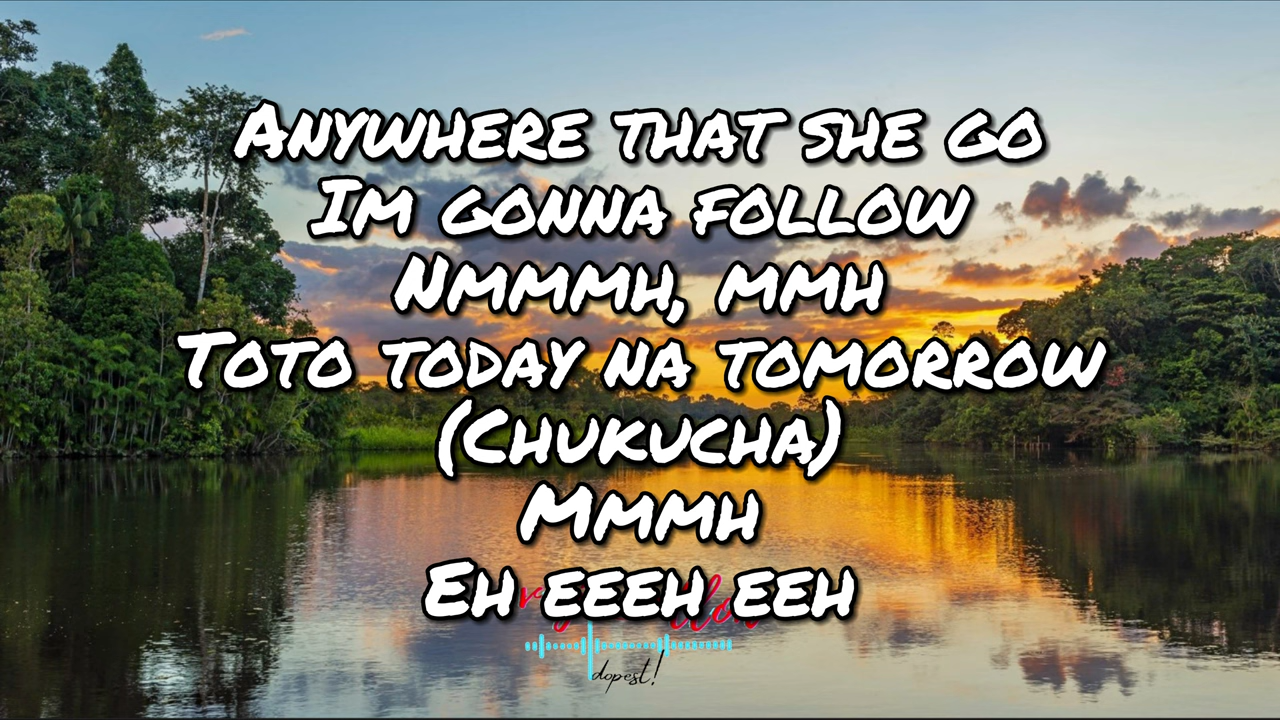 Anywhere that she go
Im gonna follow
Nmmmh, mmh
Toto today na tomorrow
(Chukucha)
Mmmh
Eh eeeh eeh
dopest!